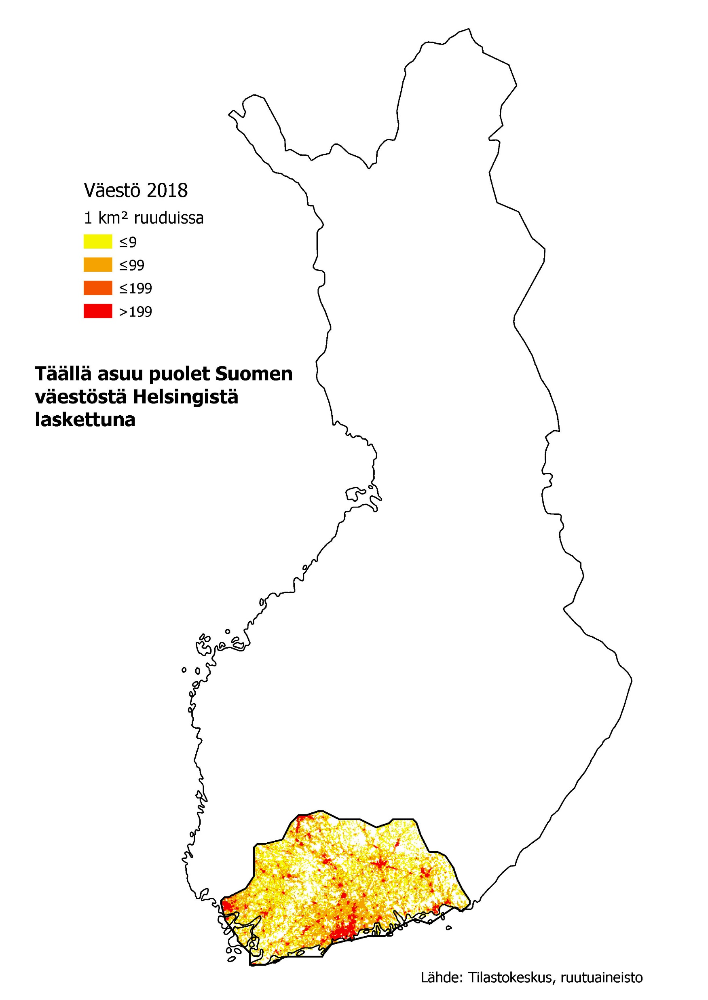 Väestö 2018
1 km² ruuduissa
≤9
≤99
≤199
>199
Täällä asuu puolet Suomen
väestöstä Helsingistä
laskettuna
Lähde: Tilastokeskus, ruutuaineisto